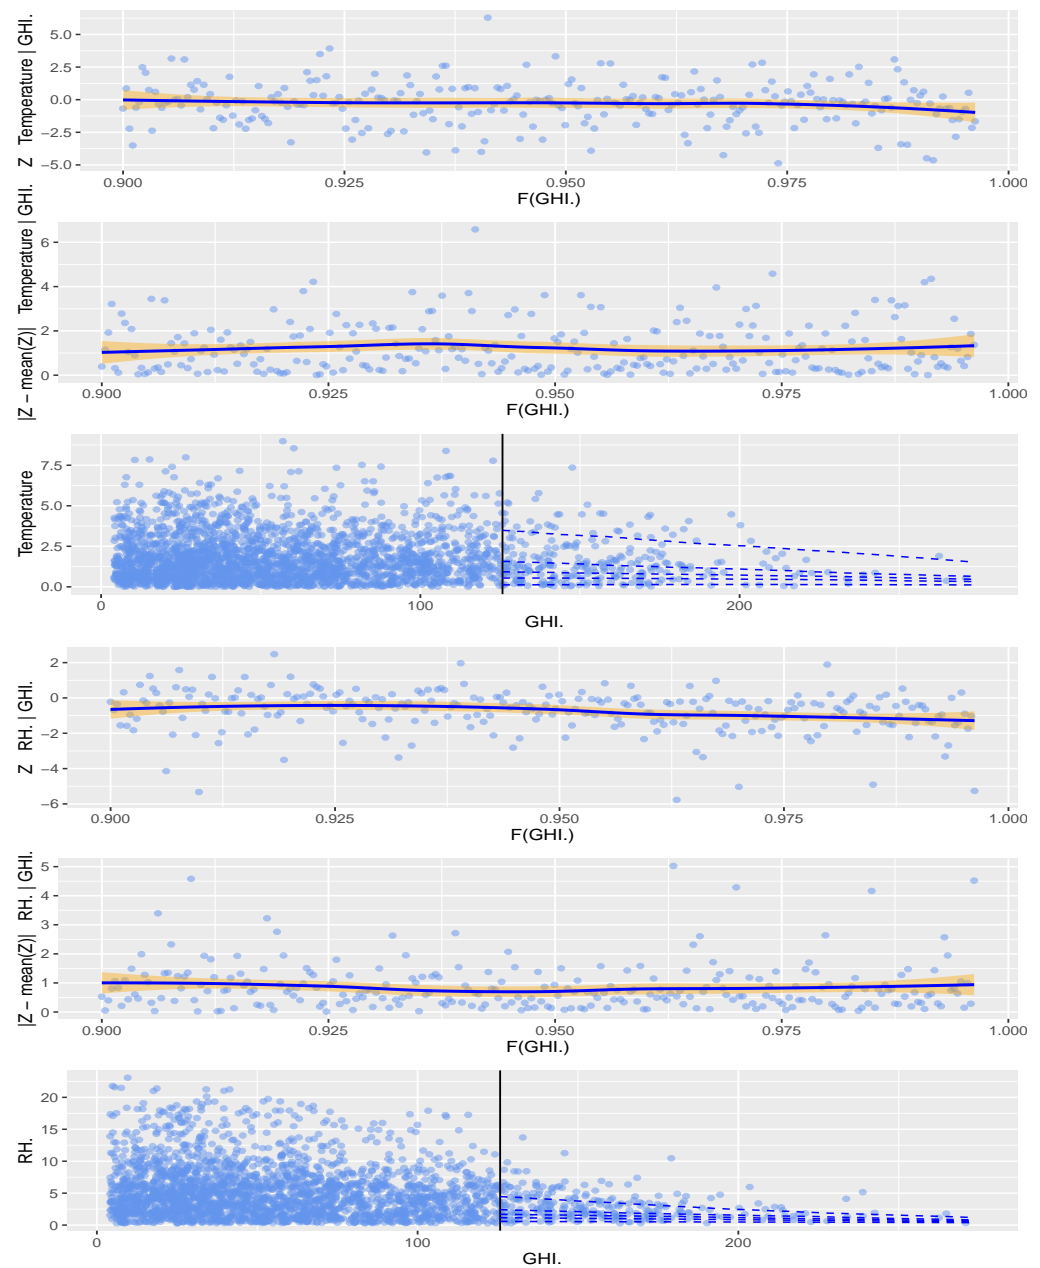 Z   Temperature | GHI.
5.0
2.5
0.0
−2.5
−5.0
0.900 0.925 0.950 0.975 1.000
F(GHI.)
|Z − mean(Z)|   Temperature | GHI.
6
4
2
0
0.900 0.925 0.950 0.975 1.000
F(GHI.)
Temperature
7.5
5.0
2.5
0.0
0 100 200
GHI.
Z   RH. | GHI.
2
0
−2
−4
−6
0.900 0.925 0.950 0.975 1.000
F(GHI.)
|Z − mean(Z)|   RH. | GHI.
5
4
3
2
1
0
0.900 0.925 0.950 0.975 1.000
F(GHI.)
RH.
20
15
10
5
0
0 100 200
GHI.